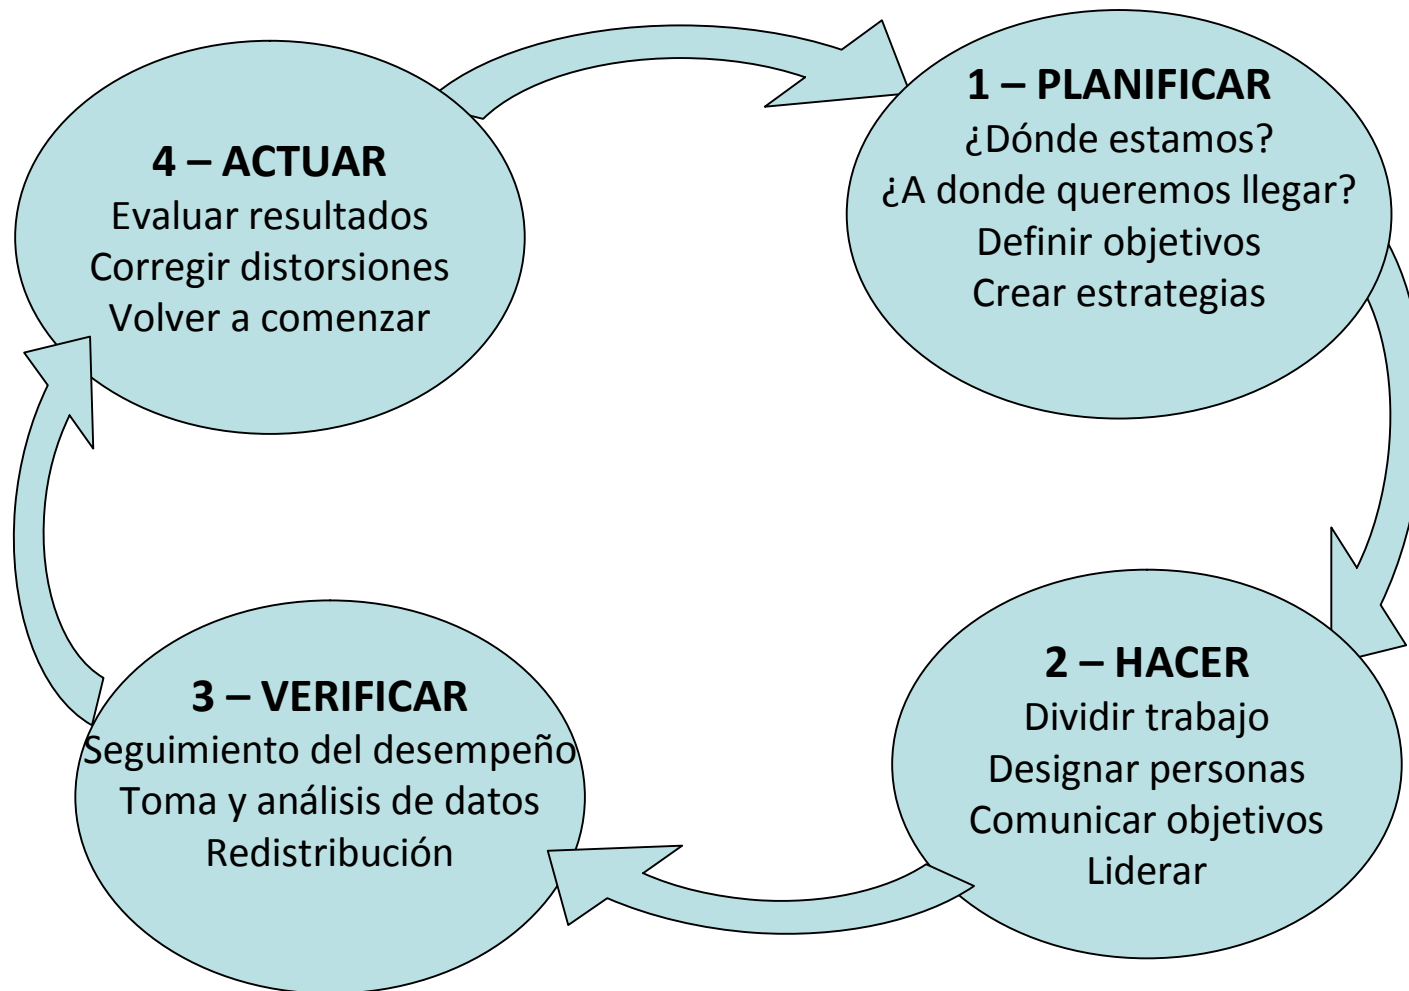 1 – PLANIFICAR
¿Dónde estamos?
¿A donde queremos llegar?
Definir objetivos
Crear estrategias
2 – HACER
Dividir trabajo
Designar personas
Comunicar objetivos
Liderar
3 – VERIFICAR
Seguimiento del desempeño
Toma y análisis de datos
Redistribución
4 – ACTUAR
Evaluar resultados
Corregir distorsiones
Volver a comenzar